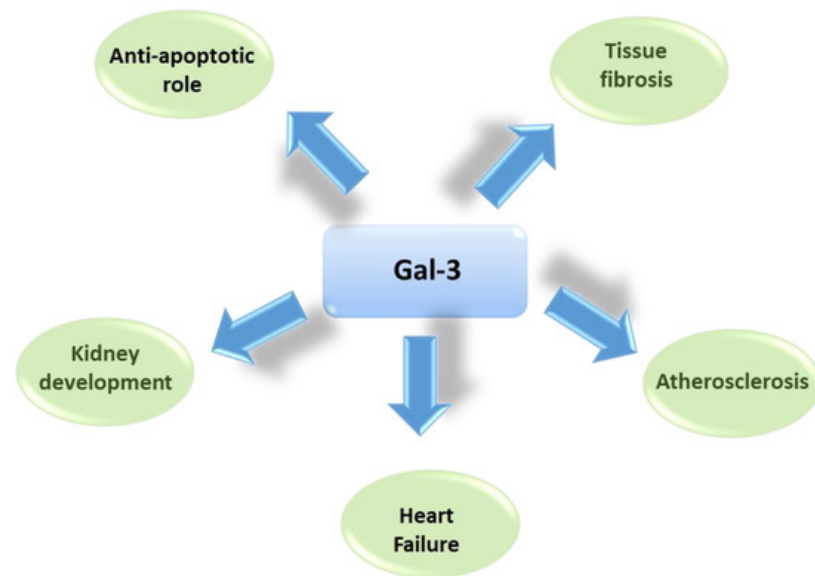 Anti-apoptotic
role
Tissue
fibrosis
Gal-3
Kidney
development
Atherosclerosis
Heart
Failure